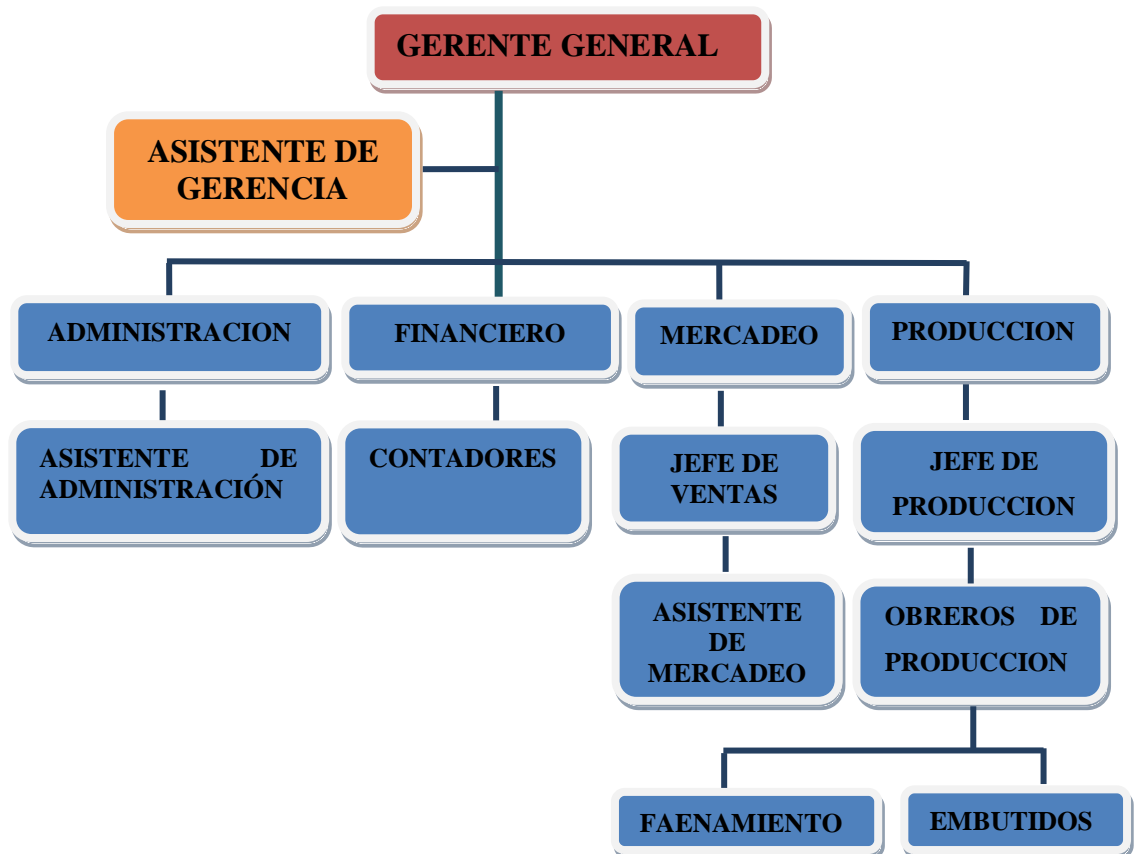 GERENTE GENERAL
ASISTENTE DE
GERENCIA
ADMINISTRACION
FINANCIERO
MERCADEO
PRODUCCION
ASISTENTE DE
ADMINISTRACIÓN
CONTADORES
JEFE DE
VENTAS
JEFE DE
PRODUCCION
ASISTENTE
DE
MERCADEO
OBREROS DE
PRODUCCION
FAENAMIENTO
EMBUTIDOS